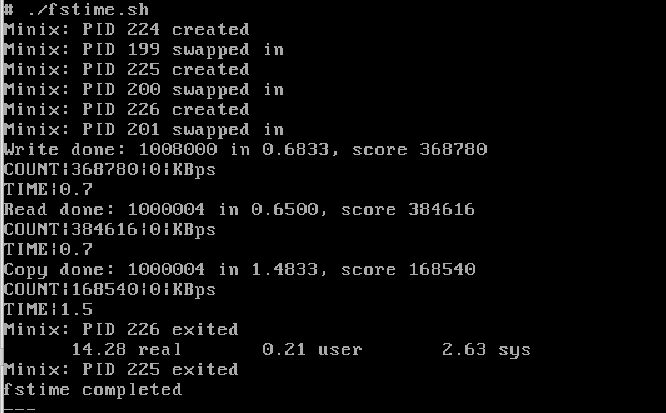 # ./fstime.sh
Minix: PID 224 created
Minix: PID 199 swapped in
Minix: PID 225 created
Minix: PID 200 swapped in
Minix: PID 226 created
Minix: PID 201 swapped in
Write done: 1008000 in 0.6833, score 368780
COUNT|368780|0|KBps
TIME|0.7
Read done: 1000004 in 0.6500, score 384616
COUNT|384616|0|KBps
TIME|0.7
Copy done: 1000004 in 1.4833, score 168540
COUNT|168540|0|KBps
TIME|1.5
Minix: PID 226 exited
14.28 real 0.21 user 2.63 sys
Minix: PID 225 exited
fstime completed
---